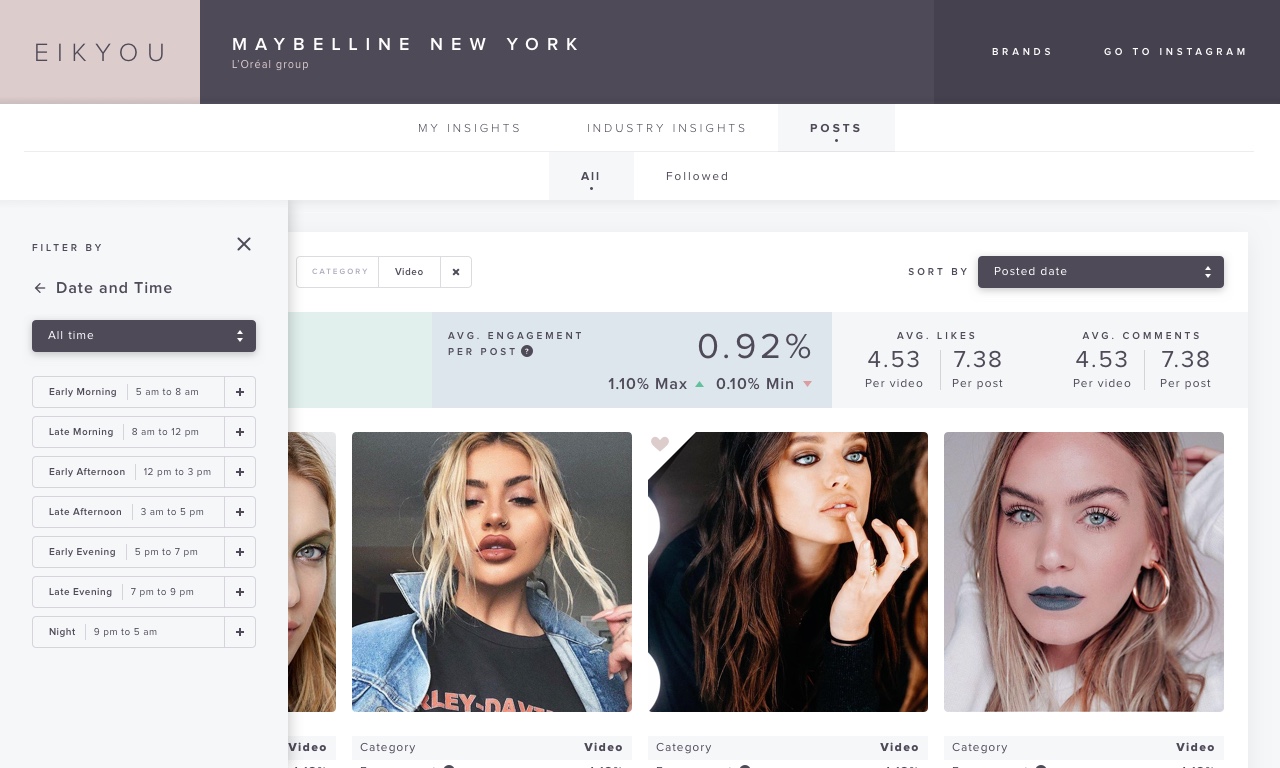 EIKYOU
MAYBELLINE NEW YORK
L'Oréal group
BRANDS
GO TO INSTAGRAM
MY INSIGHTS
INDUSTRY INSIGHTS
POSTS
All
Followed
FILTER BY
Date and Time
All time
Early Morning 5 am to 8 am
Late Morning 8 am to 12 pm
Early Afternoon 12 pm to 3 pm
Late Afternoon 3 am to 5 pm
Early Evening 5 pm to 7 pm
Late Evening 7 pm to 9 pm
Night 9 pm to 5 am
CATEGORY Video
SORT BY Posted date
AVG. ENGAGEMENT
PER POST ?
0.92%
1.10% Max 0.10% Min
AVG. LIKES
4.53 7.38
Per video Per post
AVG. COMMENTS
4.53 7.38
Per video Per post
Video
Category Video
Category Video
Category Video